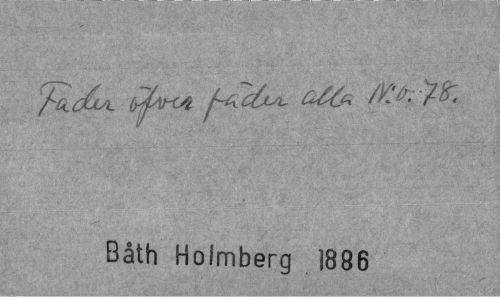 Fader öfver fäder alla N:o. 78.
Båth Holmberg 1886